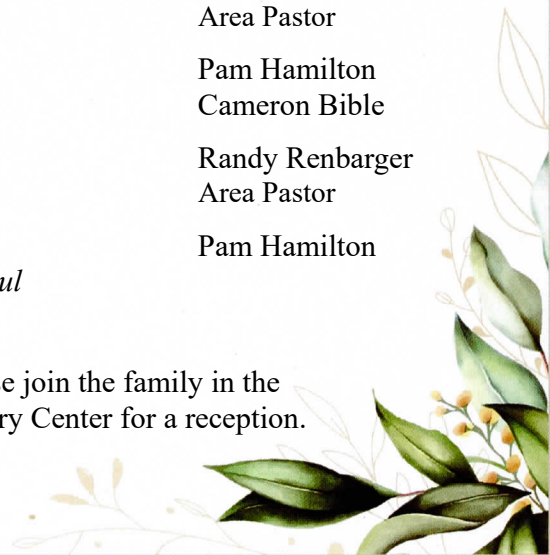 Area Pastor
Pam Hamilton
Cameron Bible
Randy Renbarger
Area Pastor
Pam Hamilton
ul
e join the family in the
ry Center for a reception.